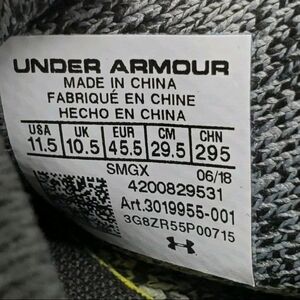 UNDER ARMOUR
MADE IN CHINA
FABRIQUÉ EN CHINE
HECHO EN CHINA
USA UK EUR CM CHN
11.5 10.5 45.5 29.5 295
SMGX 06/18
4200829531
Art.3019955-001
3G8ZR55P00715